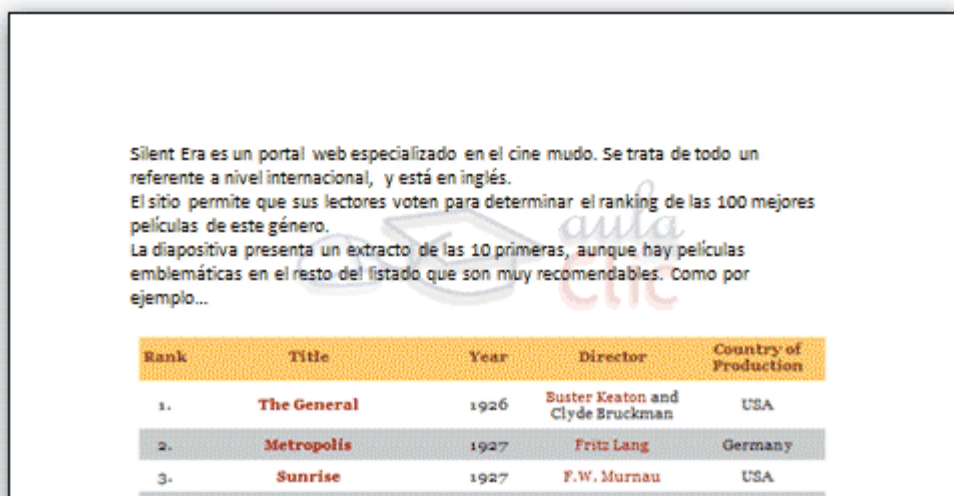 Silent Era es un portal web especializado en el cine mudo. Se trata de todo un
referente a nivel internacional, y está en inglés.
El sitio permite que sus lectores voten para determinar el ranking de las 100 mejores
películas de este género.
La diapositiva presenta un extracto de las 10 primeras, aunque hay películas
emblemáticas en el resto del listado que son muy recomendables. Como por
ejemplo...
aula
clic
Rank Title Year Director Country of Production
1. The General 1926 Buster Keaton and Clyde Bruckman USA
2. Metropolis 1927 Fritz Lang Germany
3. Sunrise 1927 F.W. Murnau USA